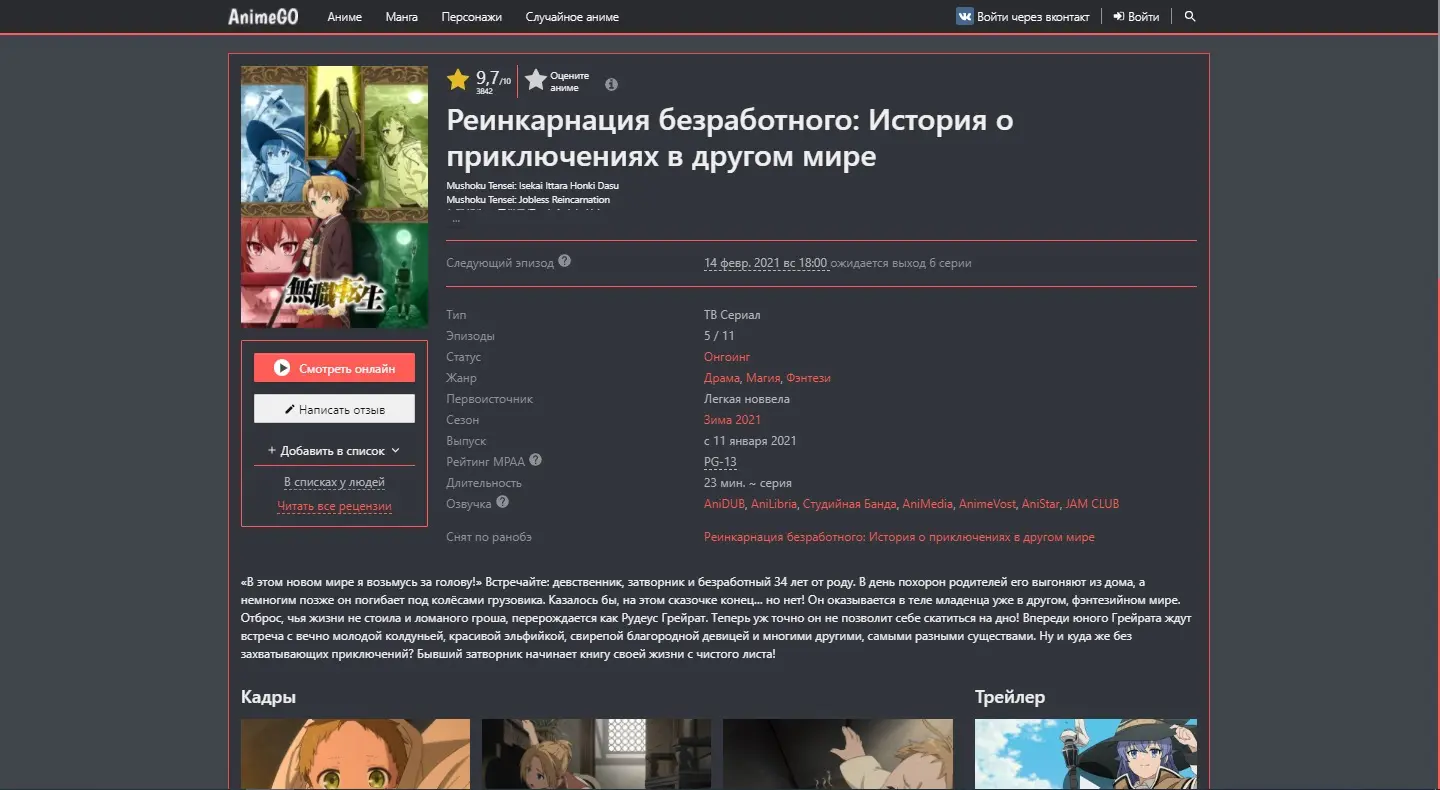 AnimeGO Аниме Манга Персонажи Случайное аниме Войти через вконтакт Войти
9,7/10
3842
Оцените
аниме
Реинкарнация безработного: История о
приключениях в другом мире
Mushoku Tensei: Isekai Ittara Honki Dasu
Mushoku Tensei: Jobless Reincarnation
...
無職転生
Следующий эпизод 14 февр. 2021 вс 18:00 ожидается выход 6 серии
Тип ТВ Сериал
Эпизоды 5 / 11
Статус Онгоинг
Жанр Драма, Магия, Фэнтези
Первоисточник Легкая новвела
Сезон Зима 2021
Выпуск с 11 января 2021
Рейтинг MPAA PG-13
Длительность 23 мин. ~ серия
Озвучка AniDUB, AniLibria, Студийная Банда, AniMedia, AnimeVost, AniStar, JAM CLUB
Снят по ранобэ Реинкарнация безработного: История о приключениях в другом мире
Смотреть онлайн
Написать отзыв
+ Добавить в список
В списках у людей
Читать все рецензии
«В этом новом мире я возьмусь за голову!» Встречайте: девственник, затворник и безработный 34 лет от роду. В день похорон родителей его выгоняют из дома, а
немногим позже он погибает под колёсами грузовика. Казалось бы, на этом сказочке конец... но нет! Он оказывается в теле младенца уже в другом, фэнтезийном мире.
Отброс, чья жизни не стоила и ломаного гроша, перерождается как Рудеус Грейрат. Теперь уж точно он не позволит себе скатиться на дно! Впереди юного Грейрата ждут
встреча с вечно молодой колдуньей, красивой эльфийкой, свирепой благородной девицей и многими другими, самыми разными существами. Ну и куда же без
захватывающих приключений? Бывший затворник начинает книгу своей жизни с чистого листа!
Кадры Трейлер